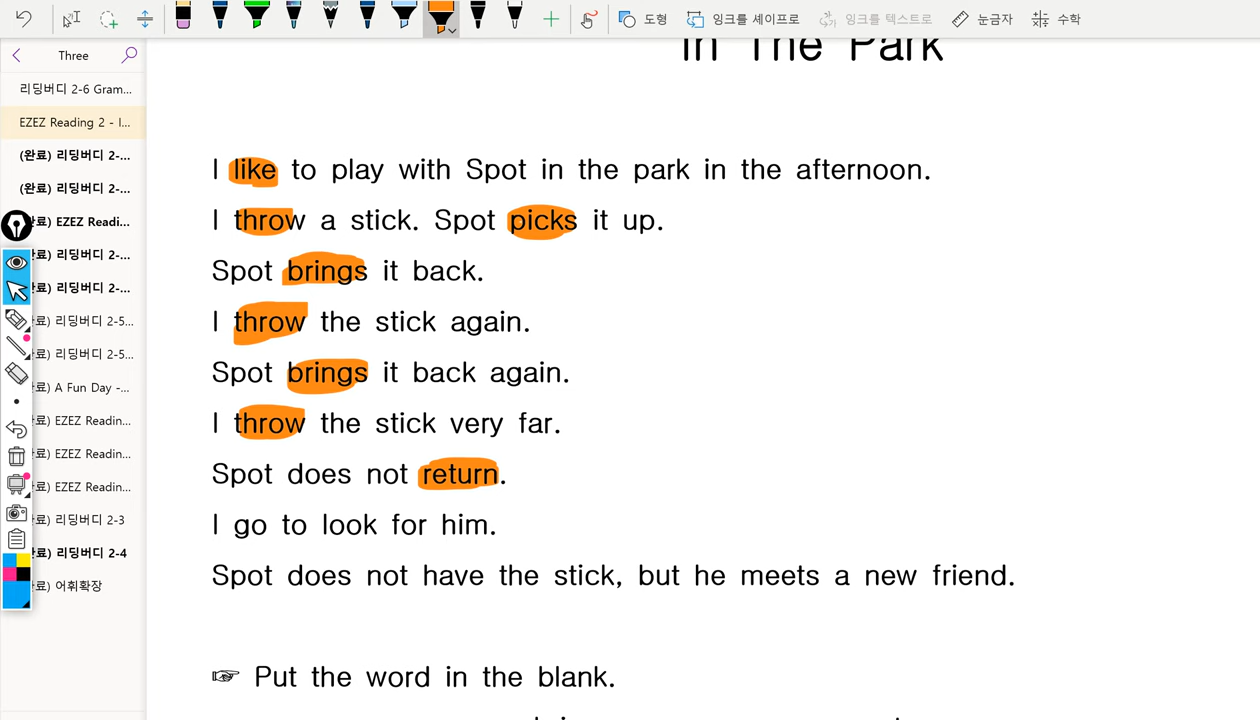 도형
잉크를 셰이프로
잉크를 텍스트로
눈금자
수학
Three
리딩버디 2-6 Gram...
EZEZ Reading 2 - I...
(완료) 리딩버디 2-...
(완료) 리딩버디 2-...
료) EZEZ Readi...
료) 리딩버디 2-...
료) 리딩버디 2-...
료) 리딩버디 2-5...
료) 리딩버디 2-5...
료) A Fun Day -...
료) EZEZ Readin...
료) EZEZ Readin...
료) EZEZ Readin...
료) 리딩버디 2-3
료) 리딩버디 2-4
료) 어휘확장
In The Park
I like to play with Spot in the park in the afternoon.
I throw a stick. Spot picks it up.
Spot brings it back.
I throw the stick again.
Spot brings it back again.
I throw the stick very far.
Spot does not return.
I go to look for him.
Spot does not have the stick, but he meets a new friend.
☞ Put the word in the blank.